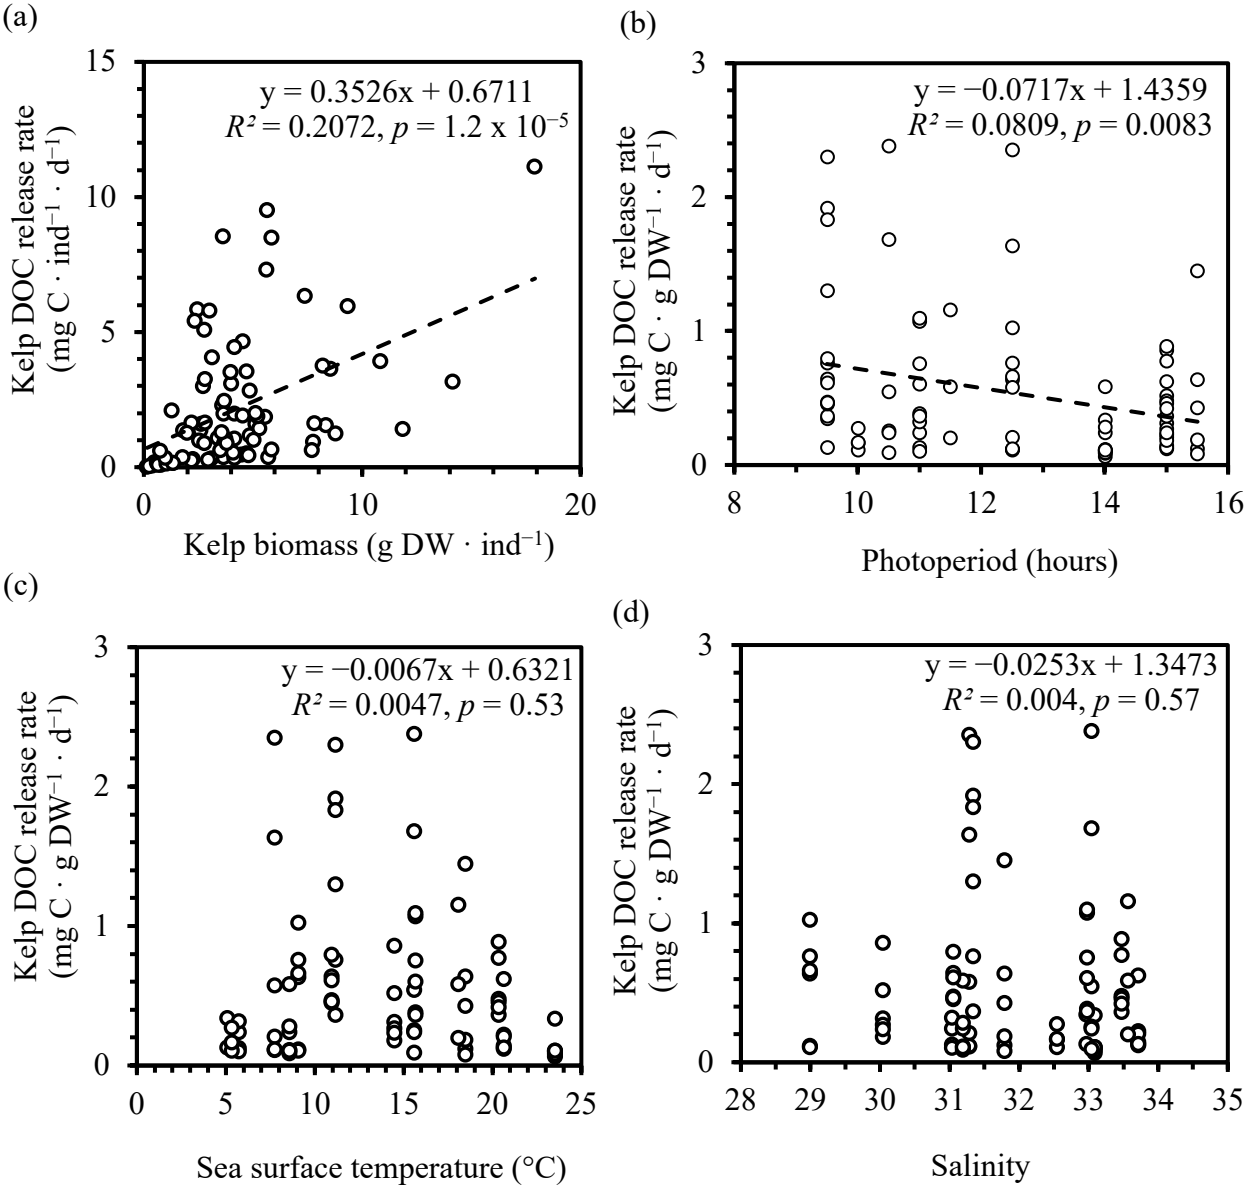 (a)
Kelp DOC release rate
(mg C · ind⁻¹ · d⁻¹)
15
10
5
0
y = 0.3526x + 0.6711
R² = 0.2072, p = 1.2 x 10⁻⁵
0
10
20
Kelp biomass (g DW · ind⁻¹)
(b)
Kelp DOC release rate
(mg C · g DW⁻¹ · d⁻¹)
3
2
1
0
y = −0.0717x + 1.4359
R² = 0.0809, p = 0.0083
8
10
12
14
16
Photoperiod (hours)
(c)
Kelp DOC release rate
(mg C · g DW⁻¹ · d⁻¹)
3
2
1
0
y = −0.0067x + 0.6321
R² = 0.0047, p = 0.53
0
5
10
15
20
25
Sea surface temperature (°C)
(d)
Kelp DOC release rate
(mg C · g DW⁻¹ · d⁻¹)
3
2
1
0
y = −0.0253x + 1.3473
R² = 0.004, p = 0.57
28
29
30
31
32
33
34
35
Salinity